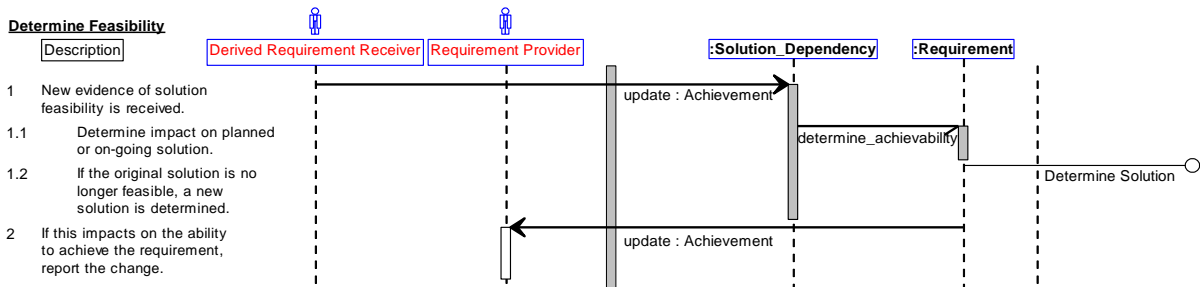 Determine Feasibility
Description
Derived Requirement Receiver
Requirement Provider
:Solution_Dependency
:Requirement
1 New evidence of solution
feasibility is received.
update : Achievement
1.1 Determine impact on planned
or on-going solution.
determine_achievability
1.2 If the original solution is no
longer feasible, a new
solution is determined.
Determine Solution
2 If this impacts on the ability
to achieve the requirement,
report the change.
update : Achievement